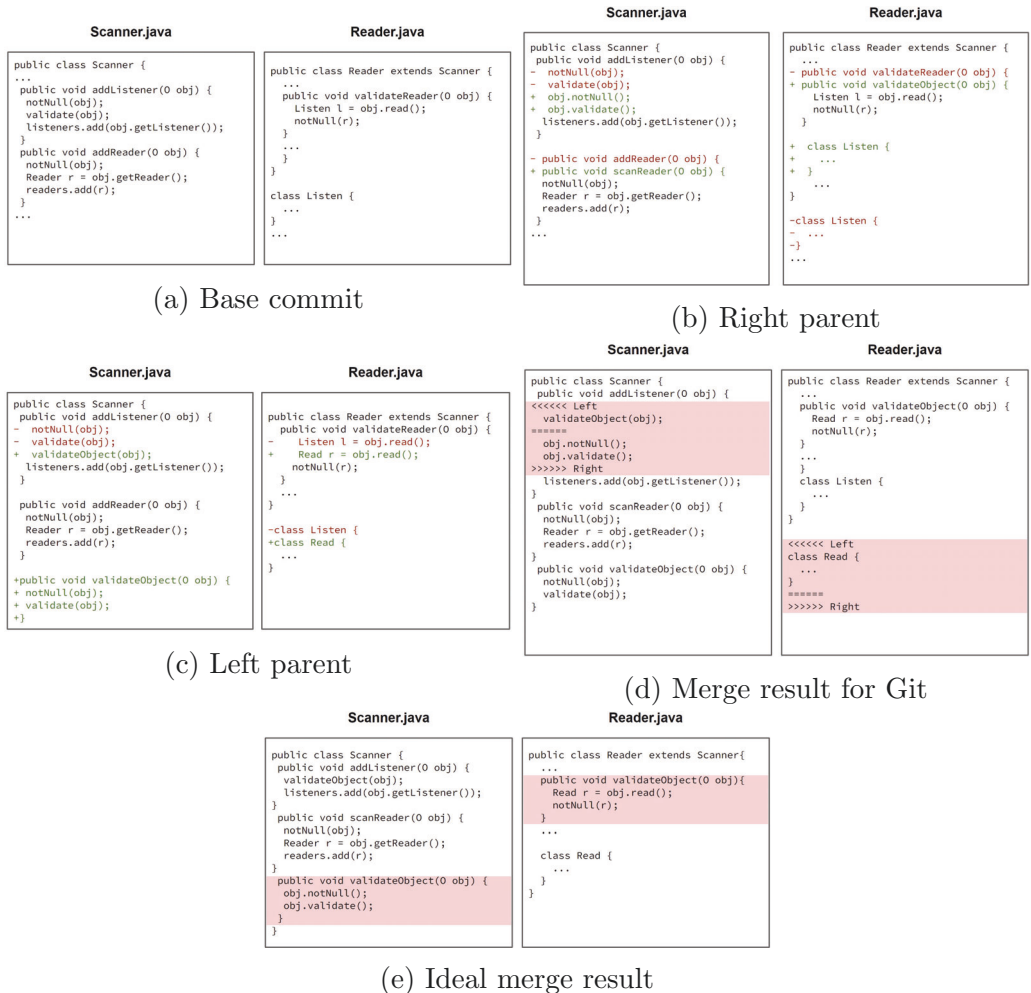 Scanner.java
public class Scanner {
...
public void addListener(O obj) {
notNull(obj);
validate(obj);
listeners.add(obj.getListener());
}
public void addReader(O obj) {
notNull(obj);
Reader r = obj.getReader();
readers.add(r);
}
...
Reader.java
public class Reader extends Scanner {
...
public void validateReader(O obj) {
Listen l = obj.read();
notNull(r);
}
...
}
}
class Listen {
...
}
...
(a) Base commit
Scanner.java
public class Scanner {
public void addListener(O obj) {
- notNull(obj);
- validate(obj);
+ obj.notNull();
+ obj.validate();
listeners.add(obj.getListener());
}
- public void addReader(O obj) {
+ public void scanReader(O obj) {
notNull(obj);
Reader r = obj.getReader();
readers.add(r);
}
...
Reader.java
public class Reader extends Scanner {
...
- public void validateReader(O obj) {
+ public void validateObject(O obj) {
Listen l = obj.read();
notNull(r);
}
+ class Listen {
+ ...
+ }
...
}
-class Listen {
- ...
-}
...
(b) Right parent
Scanner.java
public class Scanner {
public void addListener(O obj) {
- notNull(obj);
- validate(obj);
+ validateObject(obj);
listeners.add(obj.getListener());
}
public void addReader(O obj) {
notNull(obj);
Reader r = obj.getReader();
readers.add(r);
}
+public void validateObject(O obj) {
+ notNull(obj);
+ validate(obj);
+}
Reader.java
public class Reader extends Scanner {
public void validateReader(O obj) {
- Listen l = obj.read();
+ Read r = obj.read();
notNull(r);
}
...
}
-class Listen {
+class Read {
...
}
(c) Left parent
Scanner.java
public class Scanner {
public void addListener(O obj) {
<<<<<< Left
validateObject(obj);
======
obj.notNull();
obj.validate();
>>>>>> Right
listeners.add(obj.getListener());
}
public void scanReader(O obj) {
notNull(obj);
Reader r = obj.getReader();
readers.add(r);
}
public void validateObject(O obj) {
notNull(obj);
validate(obj);
}
Reader.java
public class Reader extends Scanner {
...
public void validateObject(O obj) {
Read r = obj.read();
notNull(r);
}
...
}
class Listen {
...
}
}
<<<<<< Left
class Read {
...
}
======
>>>>>> Right
(d) Merge result for Git
Scanner.java
public class Scanner {
public void addListener(O obj) {
validateObject(obj);
listeners.add(obj.getListener());
}
public void scanReader(O obj) {
notNull(obj);
Reader r = obj.getReader();
readers.add(r);
}
public void validateObject(O obj) {
obj.notNull();
obj.validate();
}
}
Reader.java
public class Reader extends Scanner{
...
public void validateObject(O obj){
Read r = obj.read();
notNull(r);
}
...
class Read {
...
}
}
(e) Ideal merge result